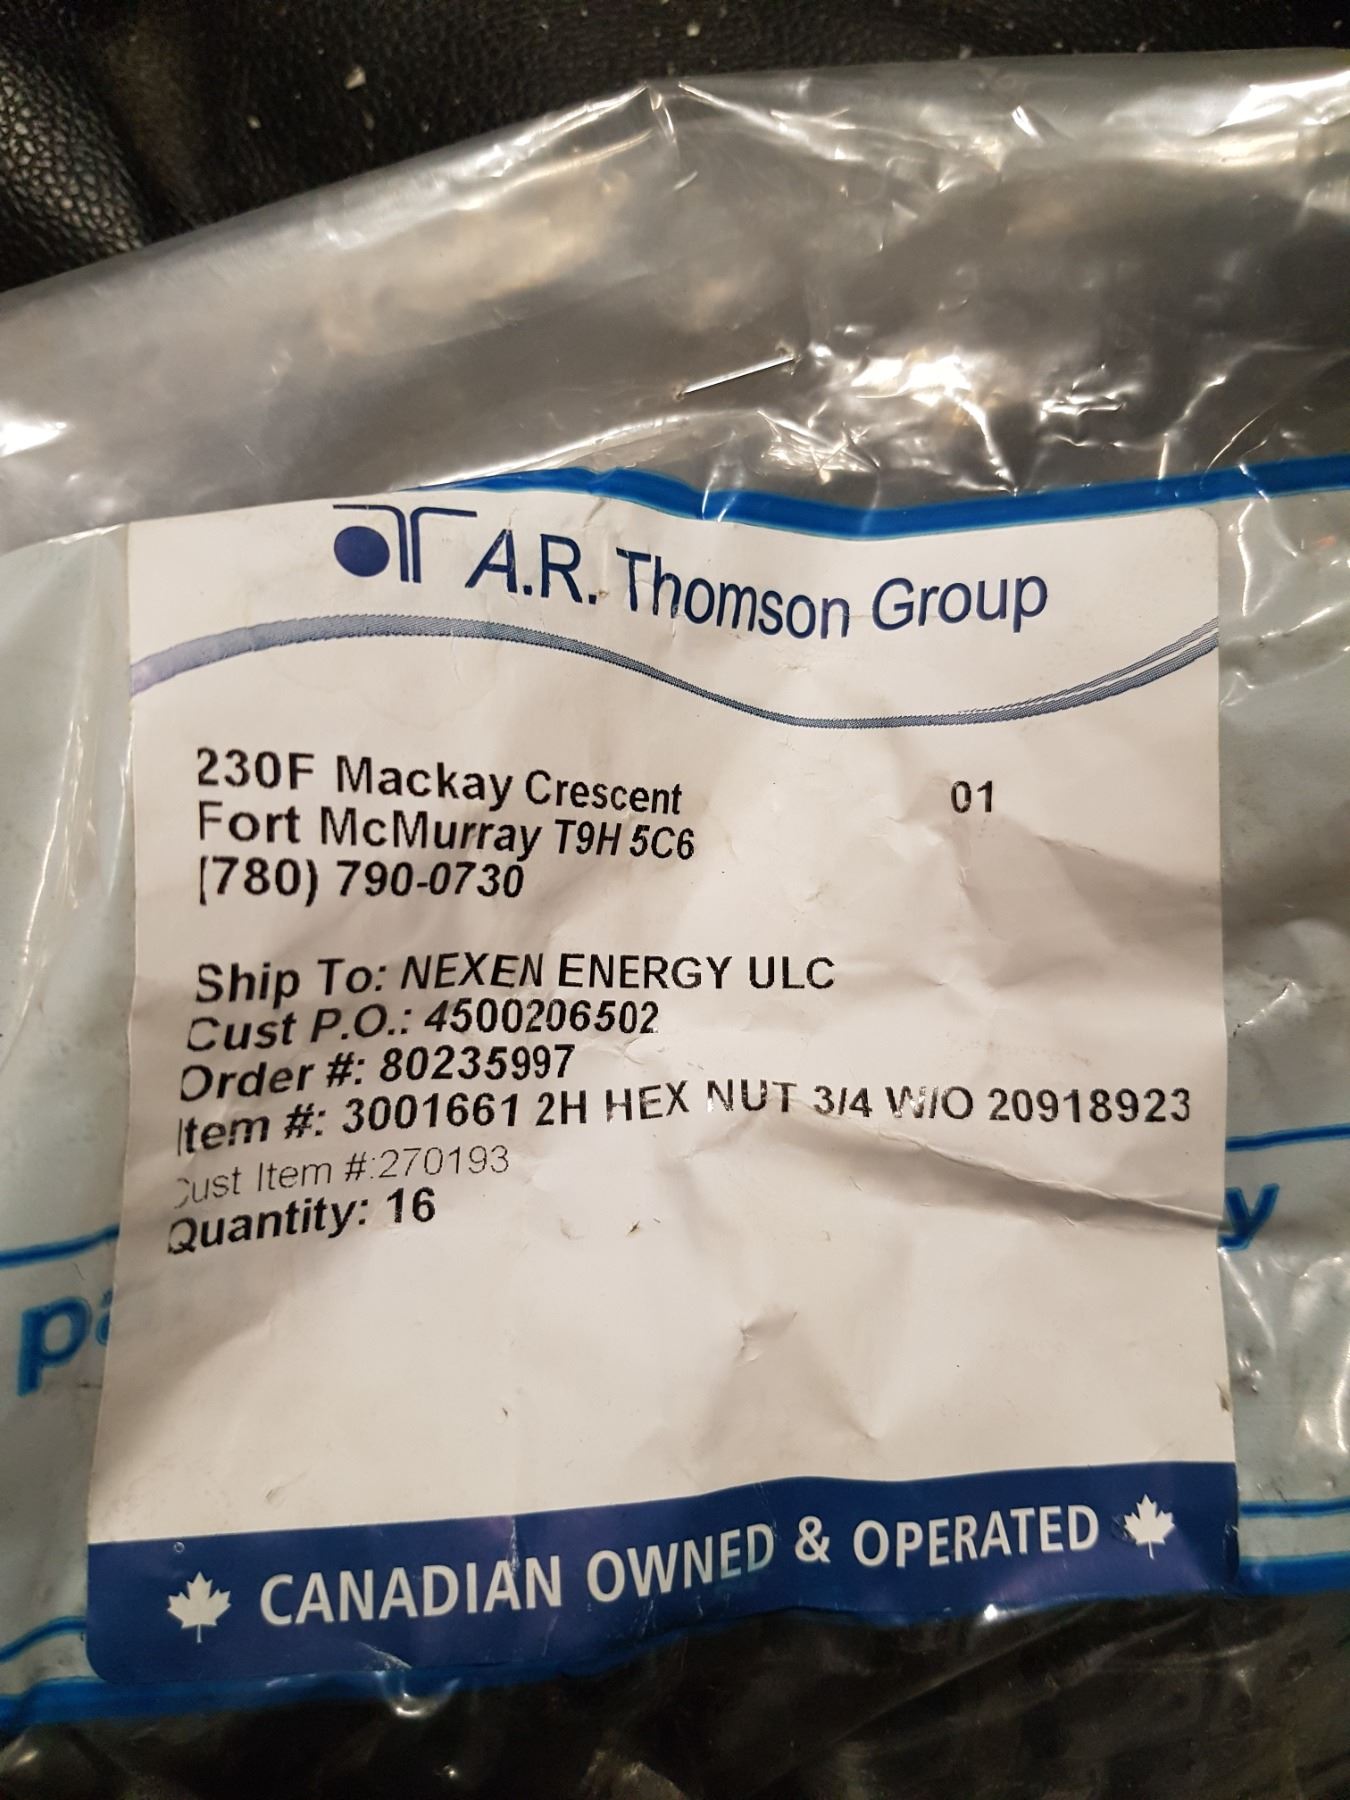 A.R. Thomson Group
230F Mackay Crescent 01
Fort McMurray T9H 5C6
(780) 790-0730
Ship To: NEXEN ENERGY ULC
Cust P.O.: 4500206502
Order #: 80235997
Item #: 3001661 2H HEX NUT 3/4 W/O 20918923
Cust Item #:270193
Quantity: 16
CANADIAN OWNED & OPERATED